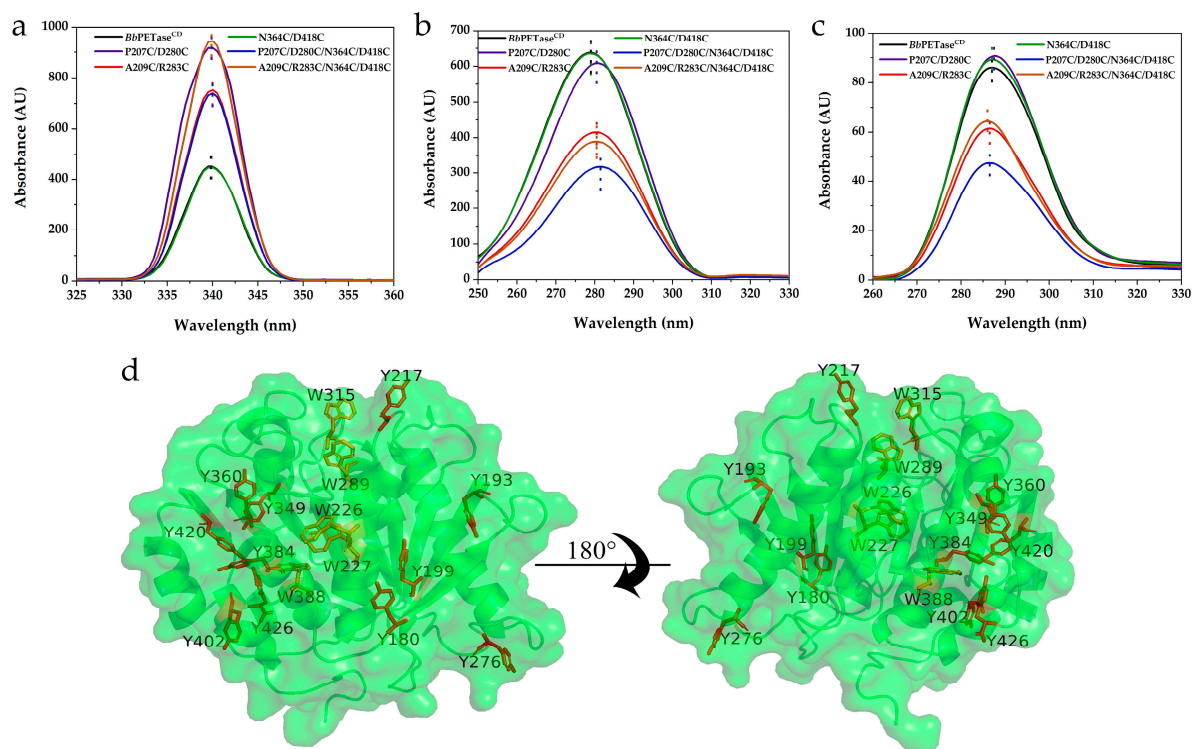 a
Absorbance (AU)
1000
800
600
400
200
0
BbPETaseCD
N364C/D418C
P207C/D280C
P207C/D280C/N364C/D418C
A209C/R283C
A209C/R283C/N364C/D418C
325 330 335 340 345 350 355 360
Wavelength (nm)
b
Absorbance (AU)
700
600
500
400
300
200
100
0
BbPETaseCD
N364C/D418C
P207C/D280C
P207C/D280C/N364C/D418C
A209C/R283C
A209C/R283C/N364C/D418C
250 260 270 280 290 300 310 320 330
Wavelength (nm)
c
Absorbance (AU)
100
80
60
40
20
0
BbPETaseCD
N364C/D418C
P207C/D280C
P207C/D280C/N364C/D418C
A209C/R283C
A209C/R283C/N364C/D418C
260 270 280 290 300 310 320 330
Wavelength (nm)
d
Y217
W315
W289
Y360
Y349
W226
Y193
Y420
Y384
W227
Y199
W388
Y402
Y426
Y180
Y276
180°
Y217
W315
W289
Y193
W226
Y360
Y349
W227
Y384
Y420
Y199
Y180
W388
Y402
Y426
Y276